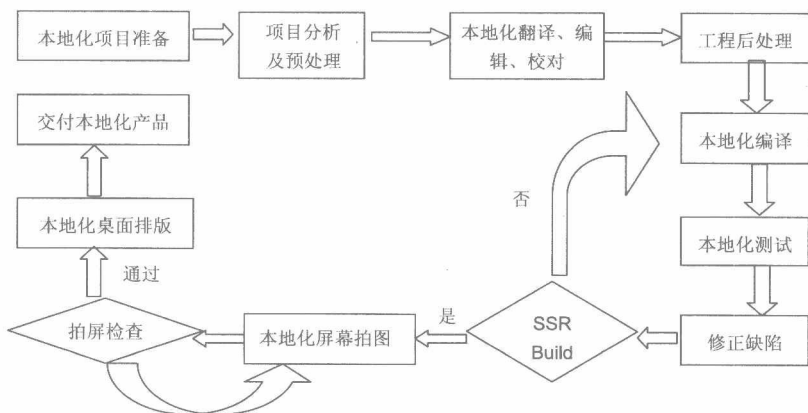 本地化项目准备
项目分析
及预处理
本地化翻译、编
辑、校对
工程后处理
交付本地化产品
本地化编译
否
本地化桌面排版
本地化测试
通过
是
拍屏检查
本地化屏幕拍图
SSR
Build
修正缺陷